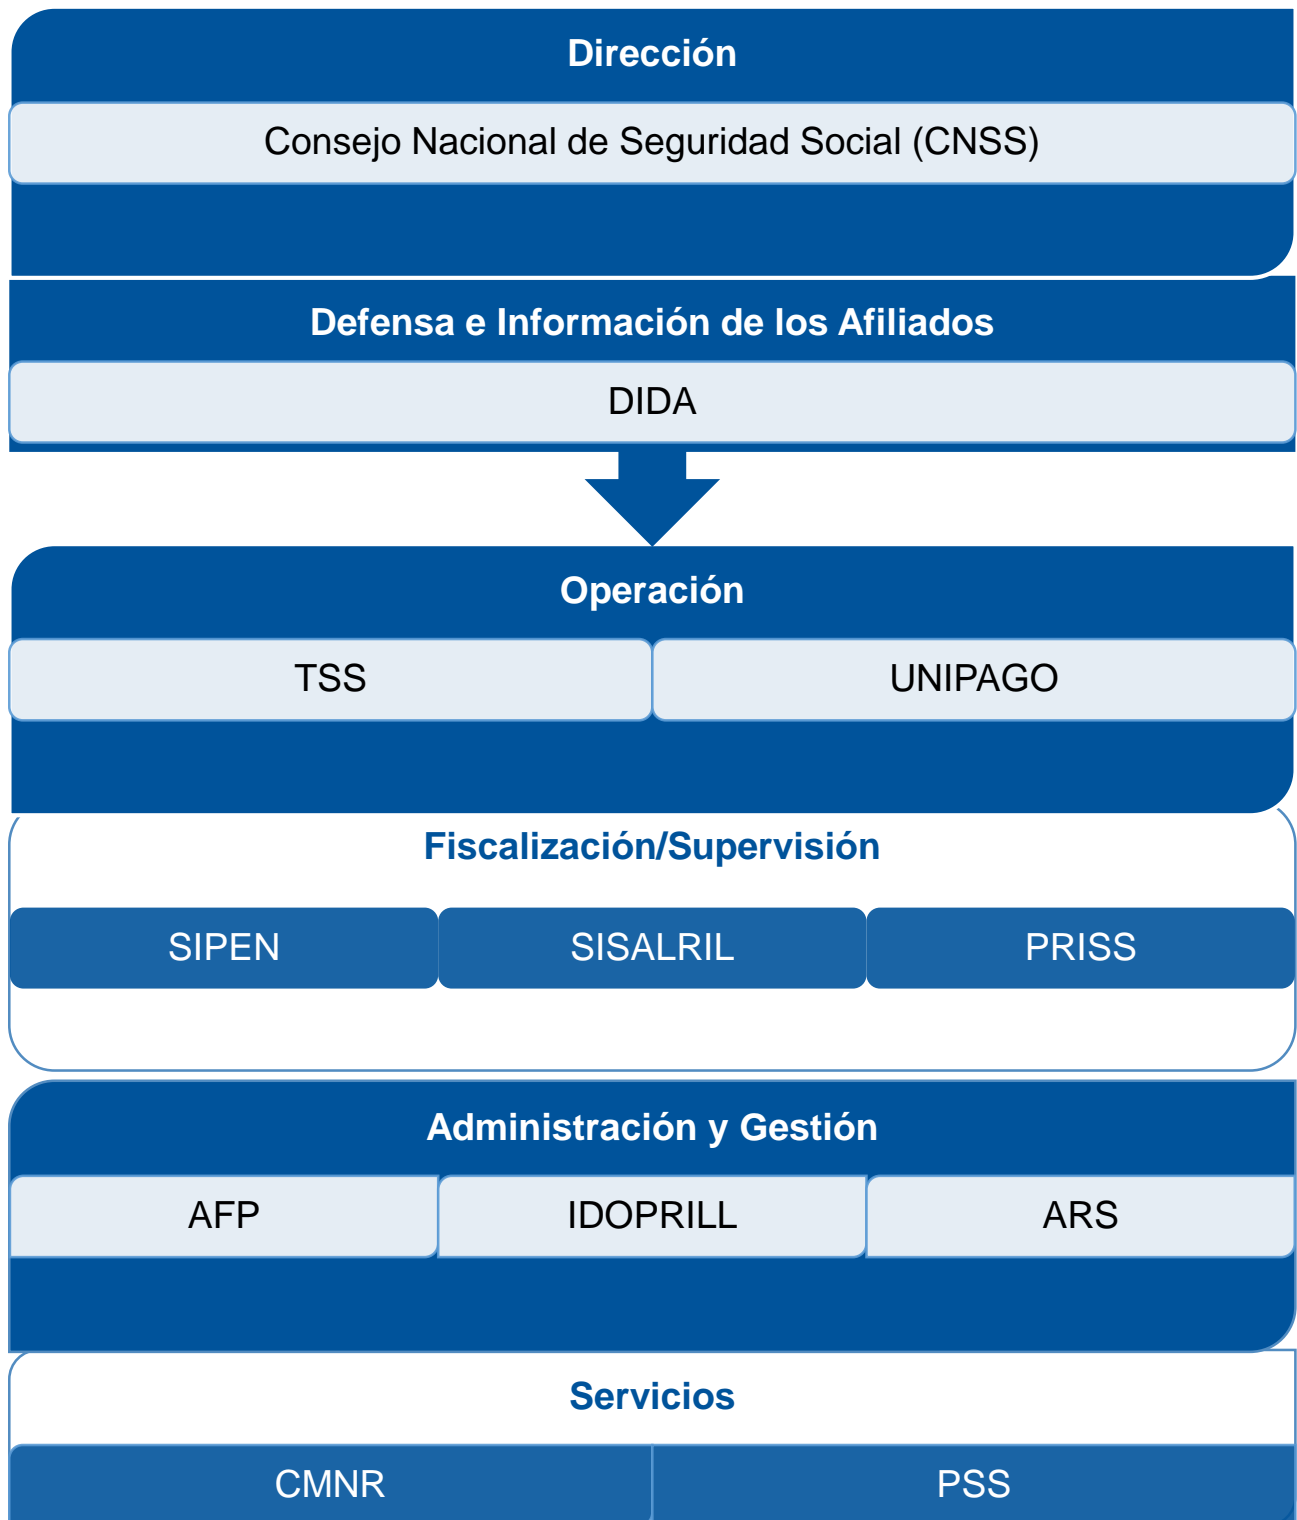 Dirección
Consejo Nacional de Seguridad Social (CNSS)
Defensa e Información de los Afiliados
DIDA
Operación
TSS
UNIPAGO
Fiscalización/Supervisión
SIPEN
SISALRIL
PRISS
Administración y Gestión
AFP
IDOPRILL
ARS
Servicios
CMNR
PSS